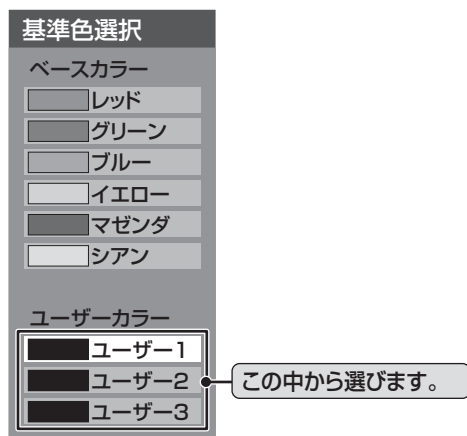 基準色選択
ベースカラー
レッド
グリーン
ブルー
イエロー
マゼンダ
シアン
ユーザーカラー
ユーザー1
ユーザー2
ユーザー3
この中から選びます。